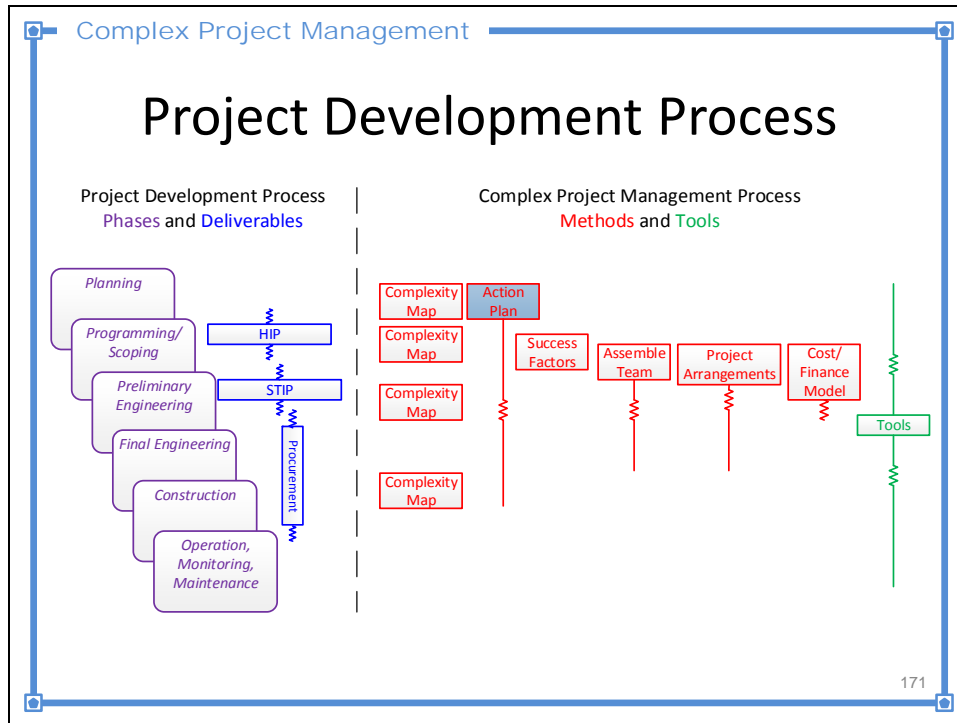 Complex Project Management
Project Development Process
Project Development Process
Phases and Deliverables
Planning
Programming/
Scoping
Preliminary
Engineering
Final Engineering
Construction
Operation,
Monitoring,
Maintenance
HIP
STIP
Procurement
Complex Project Management Process
Methods and Tools
Complexity
Map
Action
Plan
Complexity
Map
Success
Factors
Assemble
Team
Project
Arrangements
Cost/
Finance
Model
Complexity
Map
Tools
Complexity
Map
171